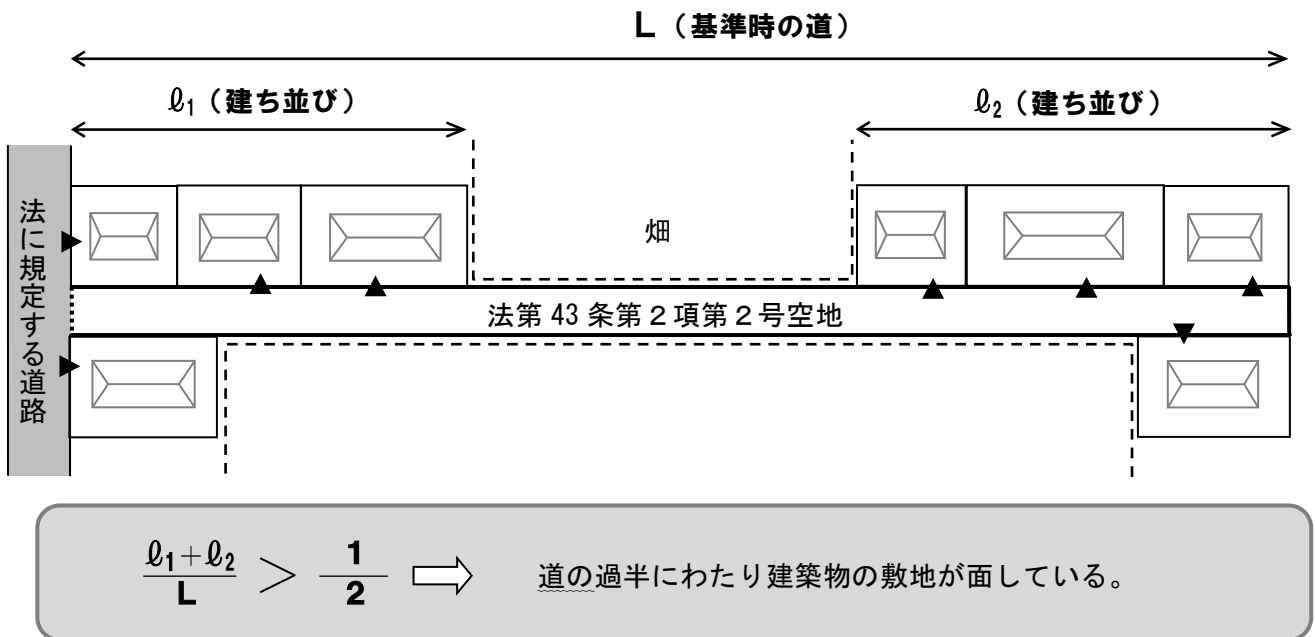 L（基準時の道）
ℓ₁（建ち並び）
ℓ₂（建ち並び）
法に規定する道路
畑
法第 43 条第２項第２号空地
ℓ₁＋ℓ₂ / L ＞ 1 / 2 ⇨ 道の過半にわたり建築物の敷地が面している。